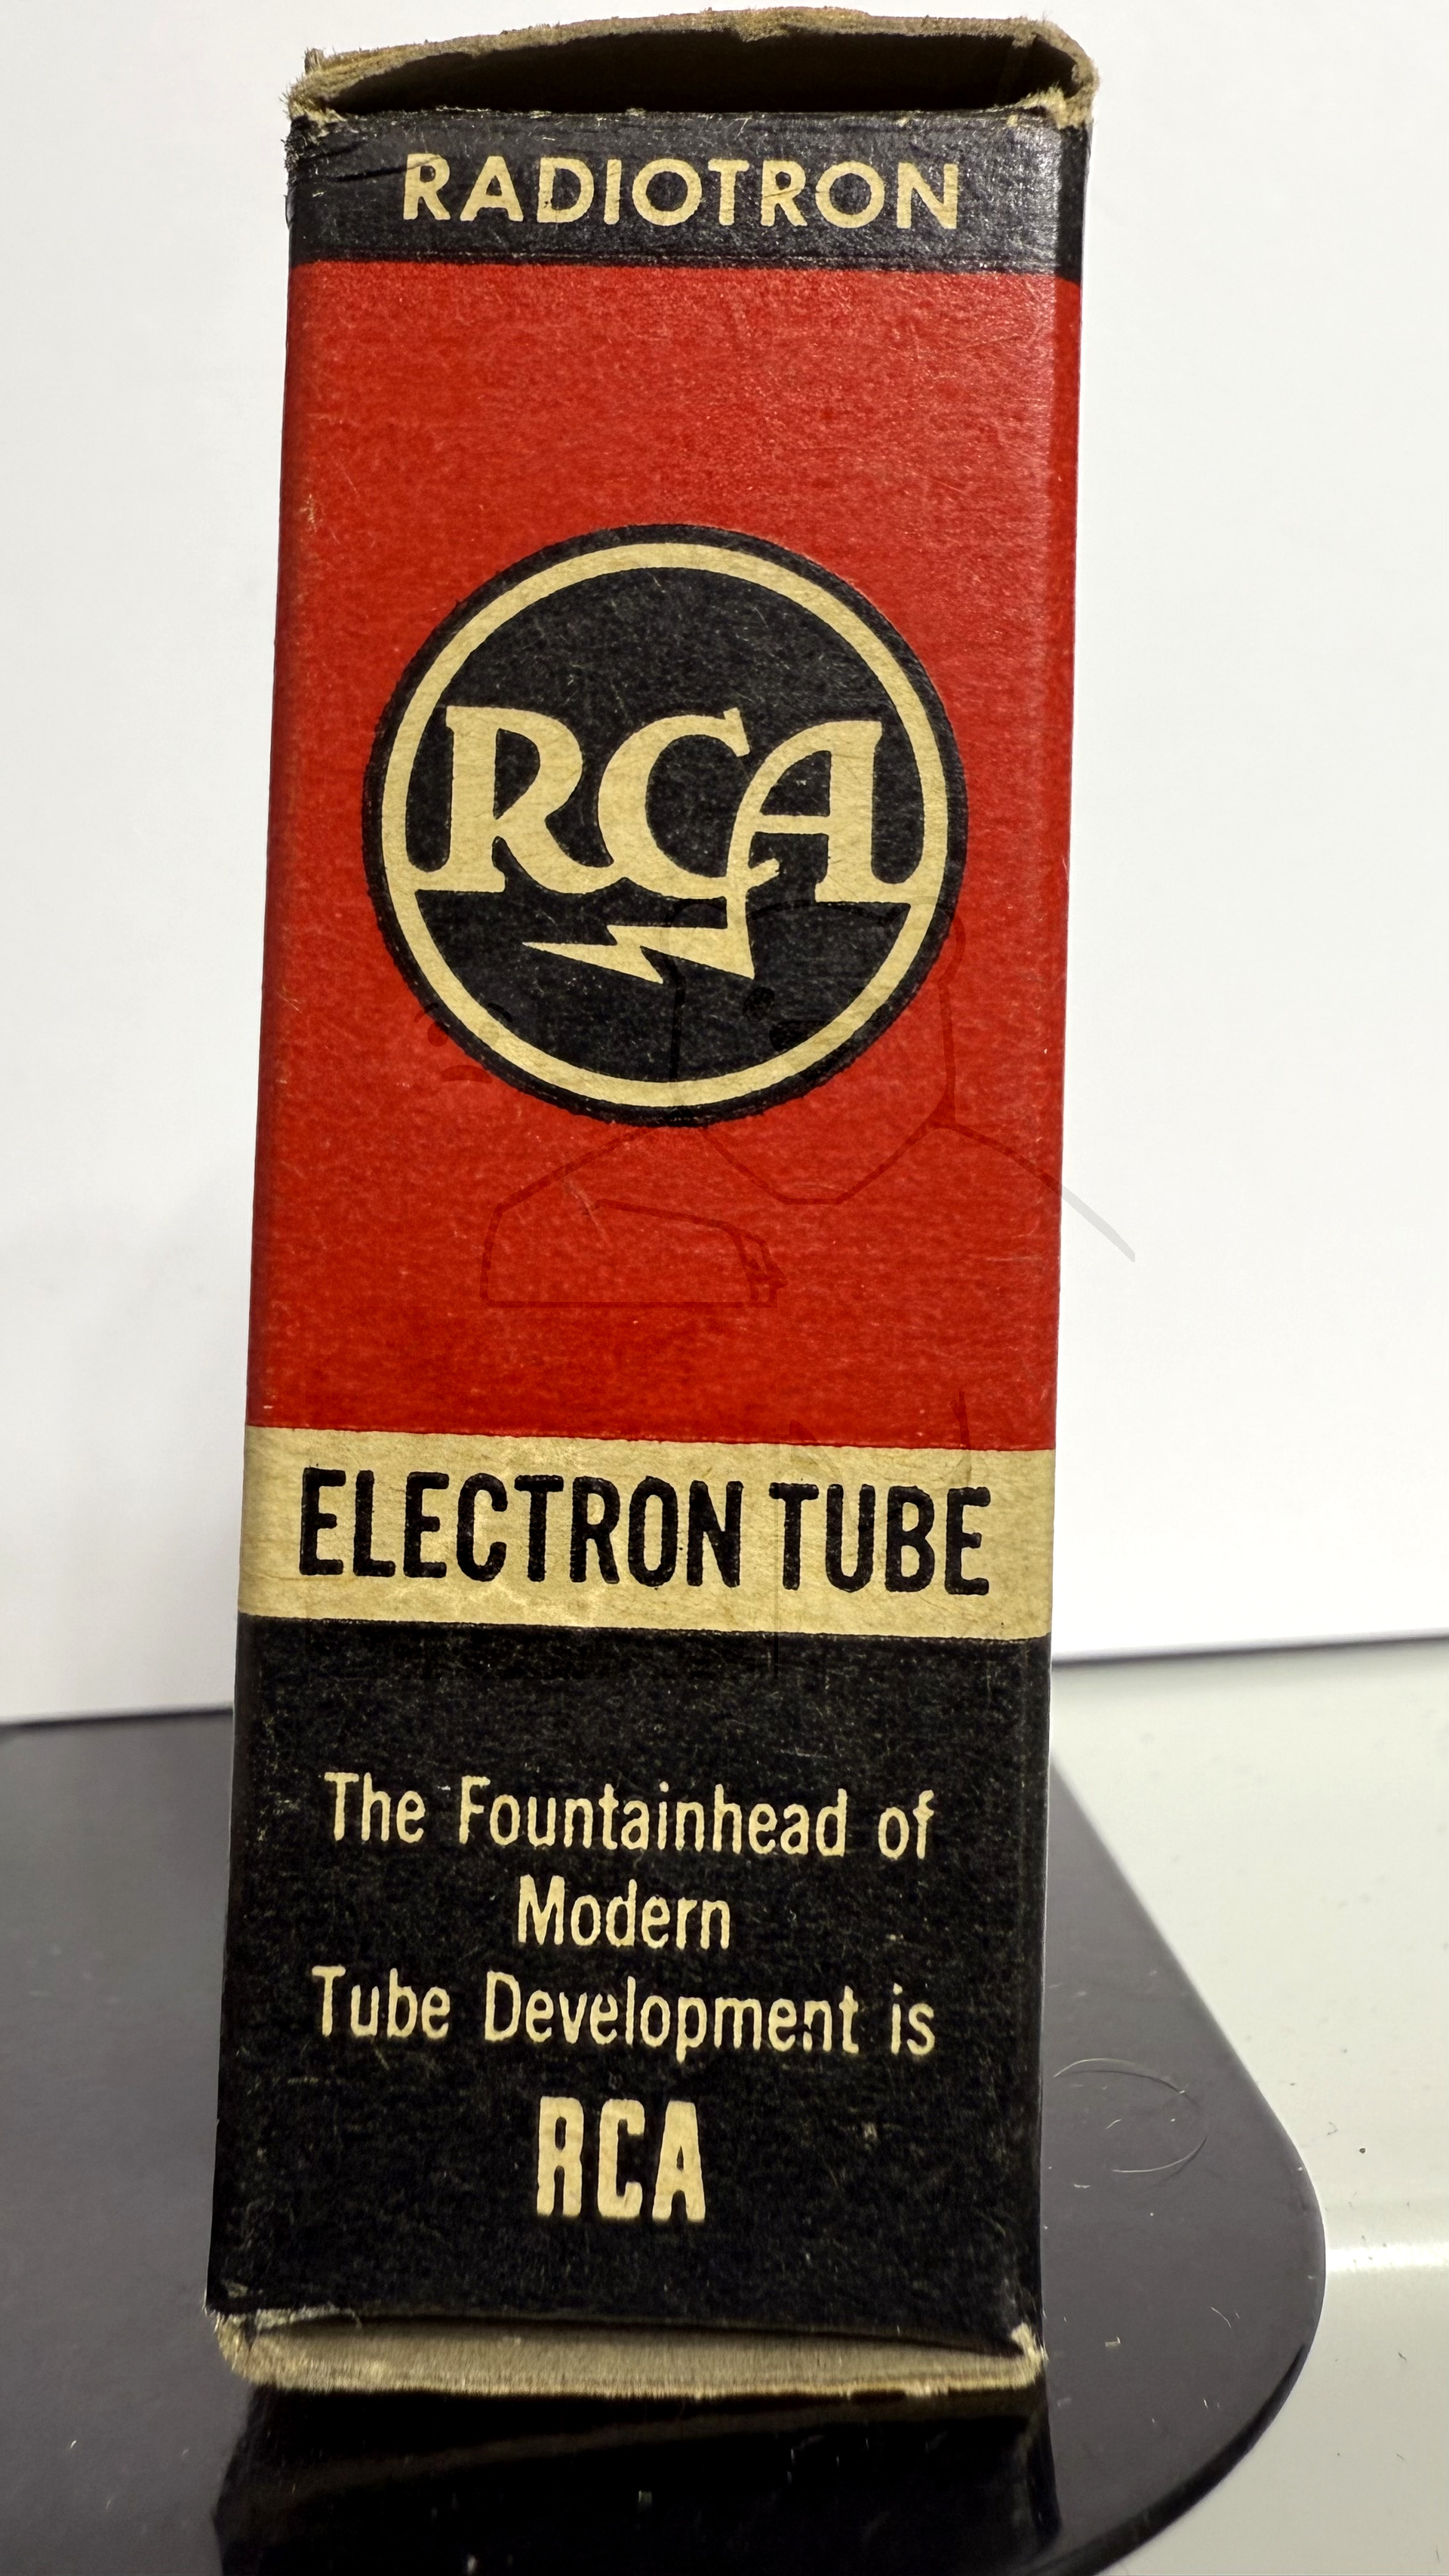 RADIOTRON
RCA
ELECTRON TUBE
The Fountainhead of
Modern
Tube Development is
RCA